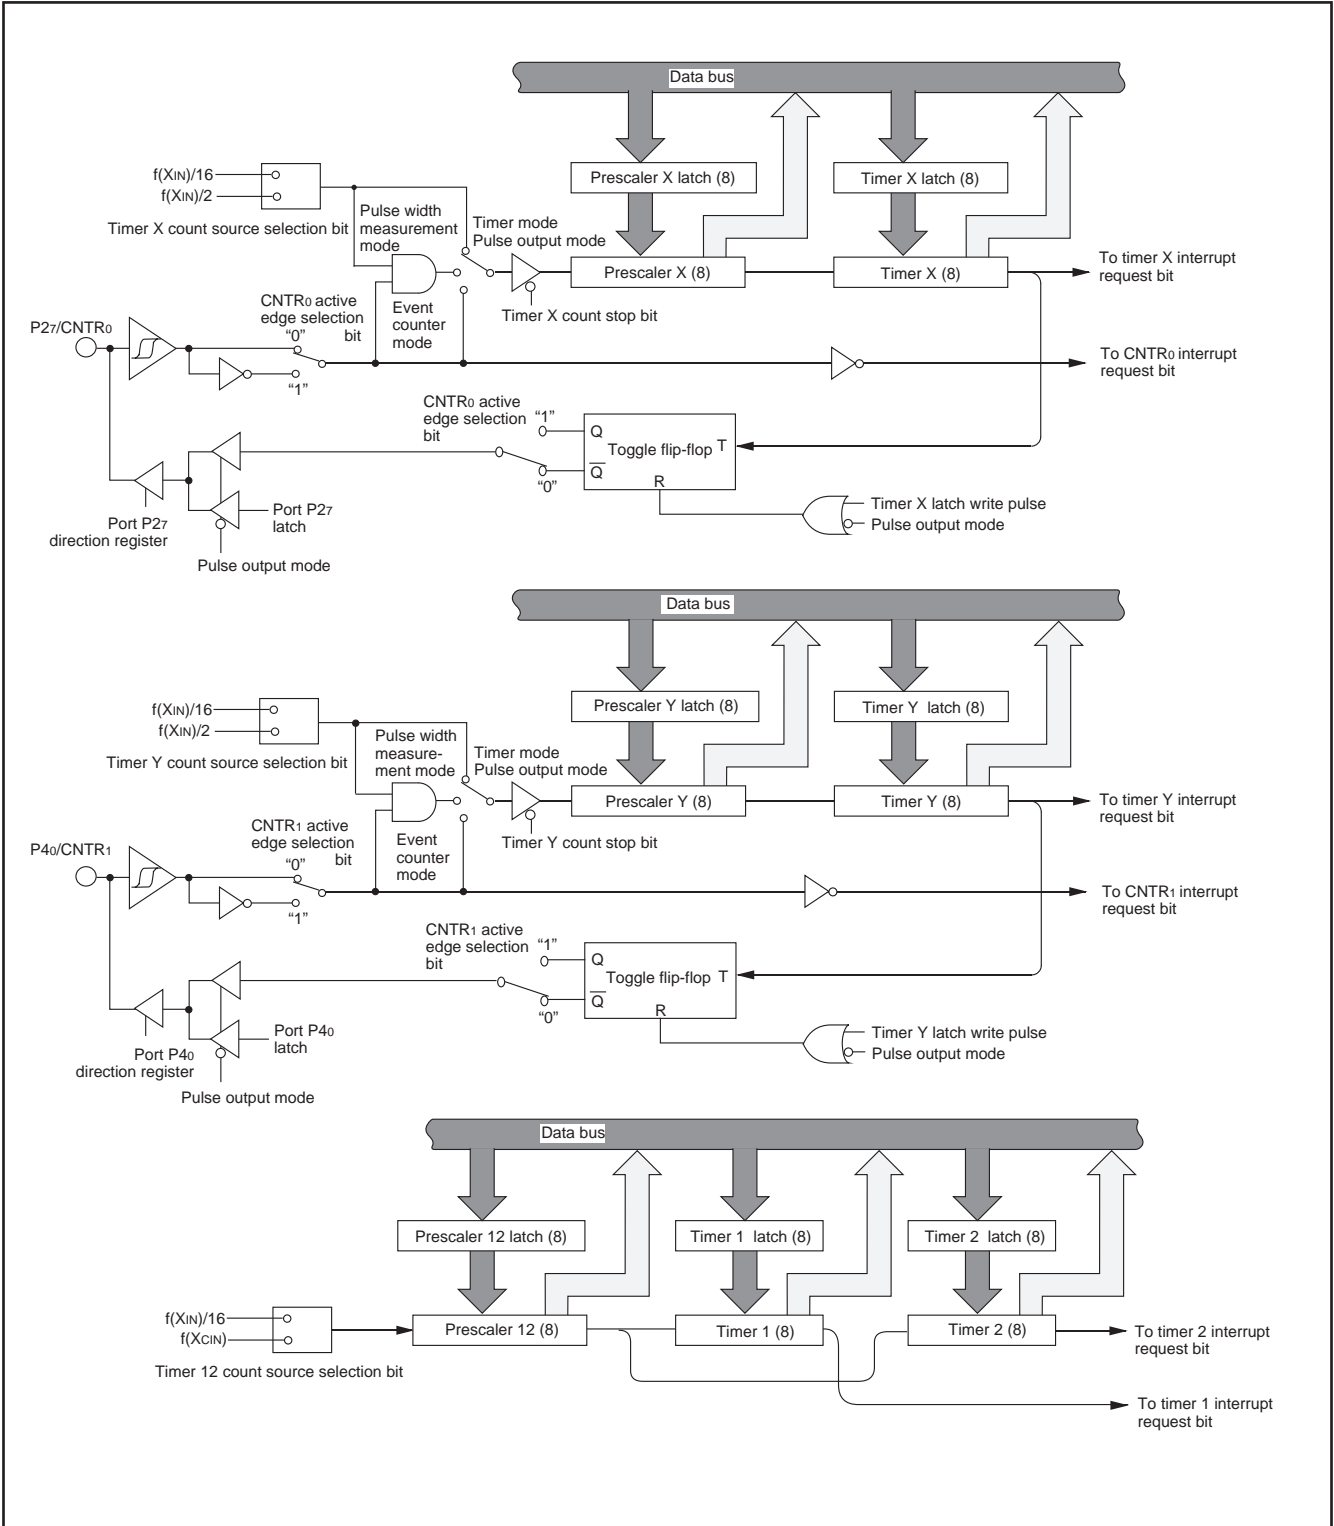 Data bus
f(XIN)/16
f(XIN)/2
Timer X count source selection bit
Prescaler X latch (8)
Timer X latch (8)
Pulse width
measurement
mode
Timer mode
Pulse output mode
Prescaler X (8)
Timer X (8)
To timer X interrupt
request bit
Timer X count stop bit
CNTR0 active
edge selection
bit
Event
counter
mode
P27/CNTR0
“0”
“1”
To CNTR0 interrupt
request bit
CNTR0 active
edge selection
bit
“1”
“0”
Q
Toggle flip-flop
T
Q
R
Timer X latch write pulse
Pulse output mode
Port P27
latch
Port P27
direction register
Pulse output mode
Data bus
f(XIN)/16
f(XIN)/2
Timer Y count source selection bit
Prescaler Y latch (8)
Timer Y latch (8)
Pulse width
measure-
ment mode
Timer mode
Pulse output mode
Prescaler Y (8)
Timer Y (8)
To timer Y interrupt
request bit
Timer Y count stop bit
CNTR1 active
edge selection
bit
Event
counter
mode
P40/CNTR1
“0”
“1”
To CNTR1 interrupt
request bit
CNTR1 active
edge selection
bit
“1”
“0”
Q
Toggle flip-flop
T
Q
R
Timer Y latch write pulse
Pulse output mode
Port P40
latch
Port P40
direction register
Pulse output mode
Data bus
Prescaler 12 latch (8)
Timer 1 latch (8)
Timer 2 latch (8)
f(XIN)/16
f(XCIN)
Timer 12 count source selection bit
Prescaler 12 (8)
Timer 1 (8)
Timer 2 (8)
To timer 2 interrupt
request bit
To timer 1 interrupt
request bit